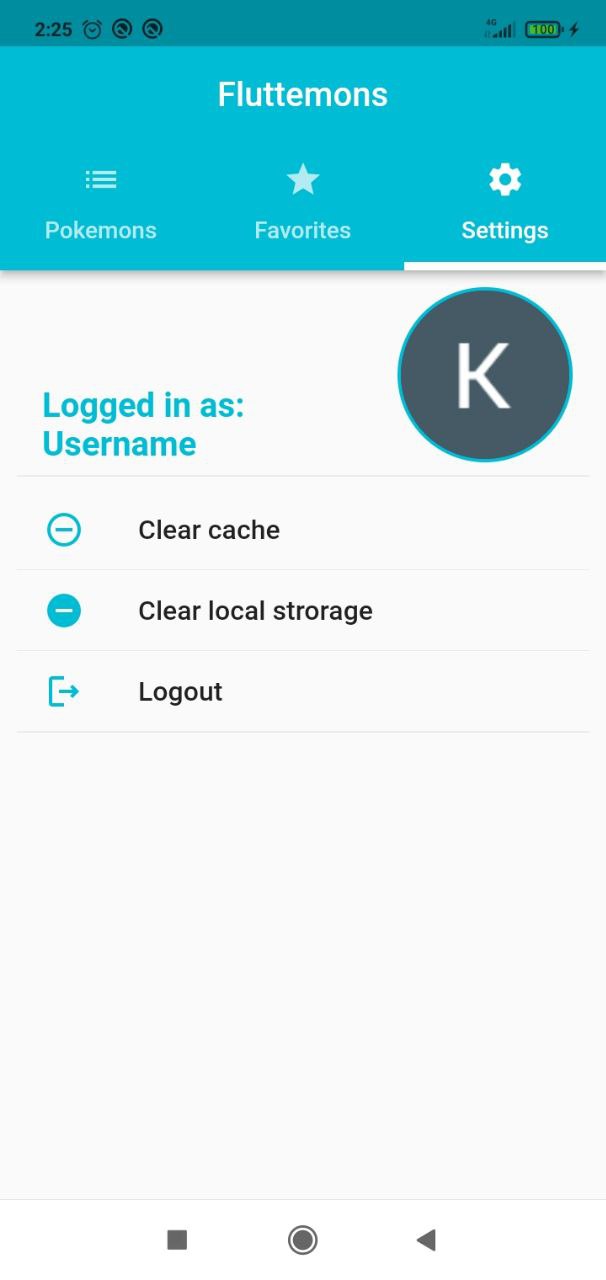 2:25
4G
100
Fluttemons
Pokemons
Favorites
Settings
K
Logged in as:
Username
Clear cache
Clear local strorage
Logout